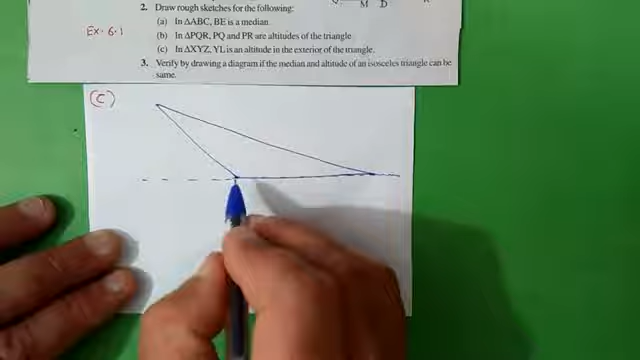 M D
2. Draw rough sketches for the following:
(a) In ΔABC, BE is a median.
Ex. 6.1
(b) In ΔPQR, PQ and PR are altitudes of the triangle.
(c) In ΔXYZ, YL is an altitude in the exterior of the triangle.
3. Verify by drawing a diagram if the median and altitude of an isosceles triangle can be
same.
(C)